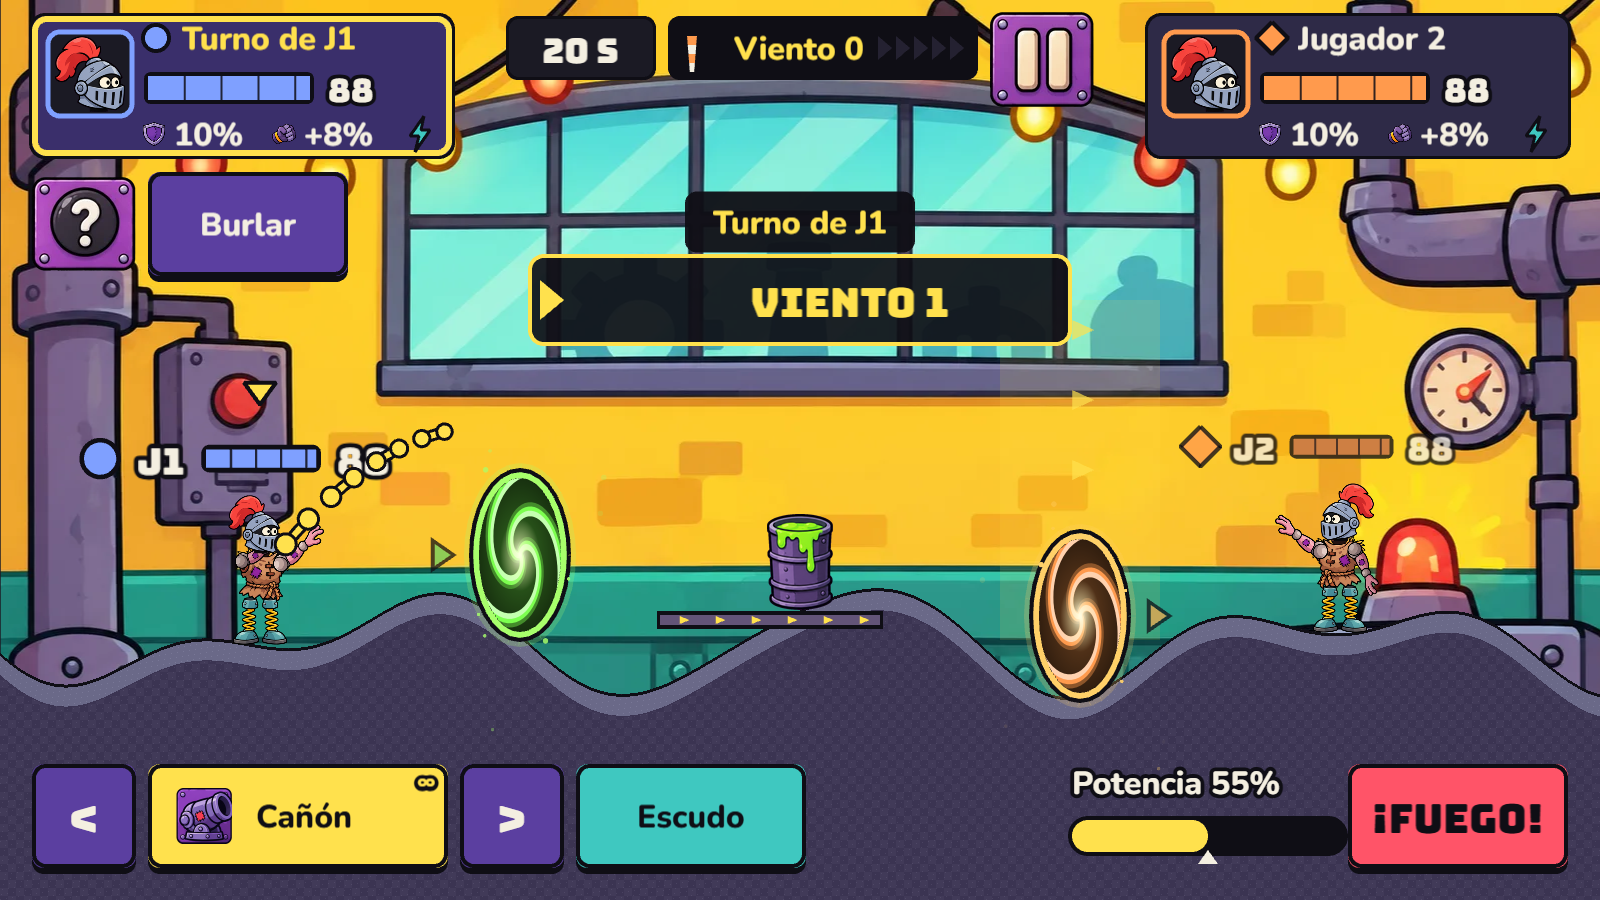 Turno de J1
88
10%
+8%
20 S
Viento 0
Jugador 2
88
10%
+8%
?
Burlar
Turno de J1
VIENTO 1
J1
J2
88
<
Cañón
∞
>
Escudo
Potencia 55%
¡FUEGO!